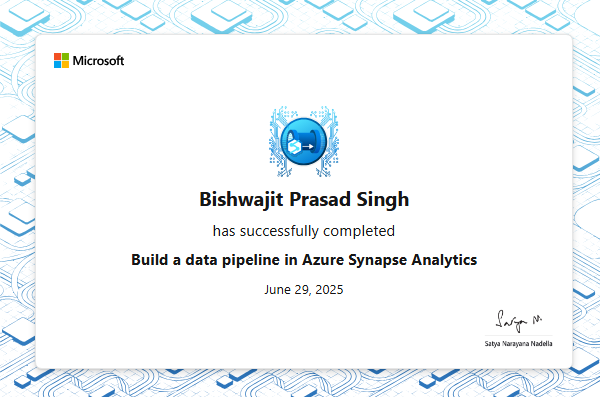 Microsoft
Bishwajit Prasad Singh
has successfully completed
Build a data pipeline in Azure Synapse Analytics
June 29, 2025
Satya N.
Satya Narayana Nadella